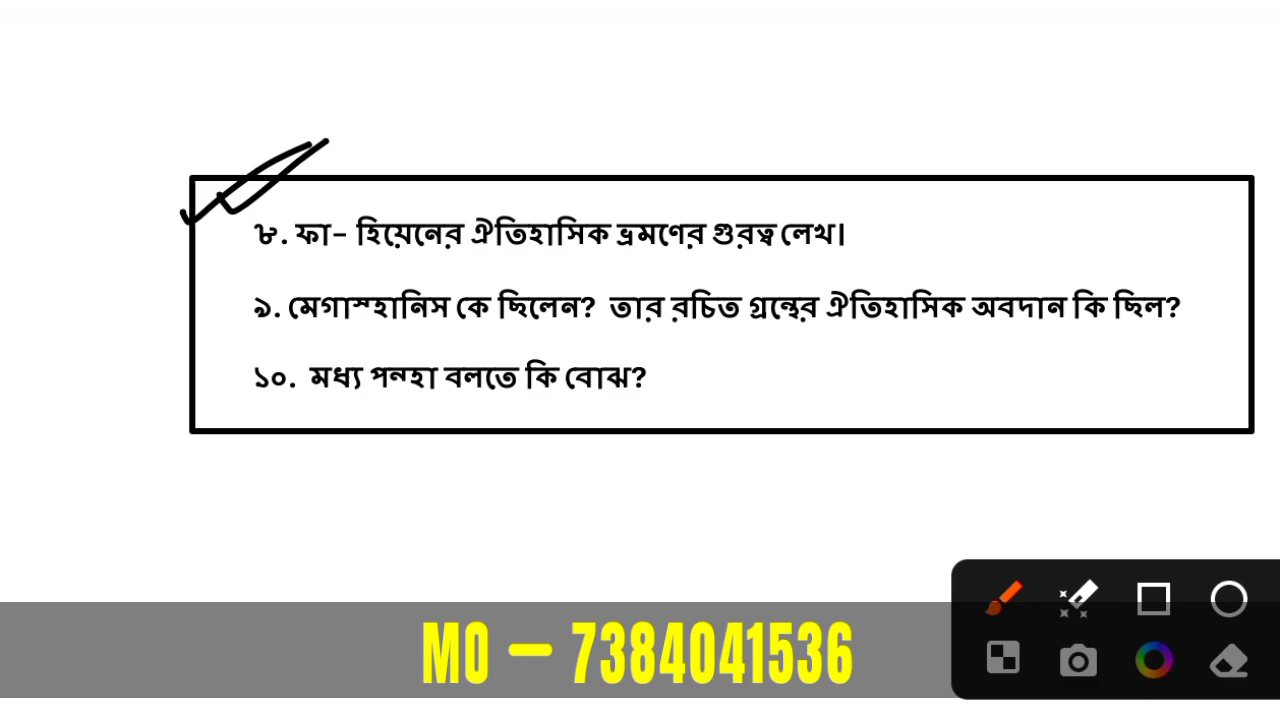 ৮. ফা- হিয়েনের ঐতিহাসিক ভ্রমণের গুরত্ব লেখ।
৯. মেগাস্হানিস কে ছিলেন? তার রচিত গ্রন্থের ঐতিহাসিক অবদান কি ছিল?
১০. মধ্য পন্হা বলতে কি বোঝ?
MO — 7384041536